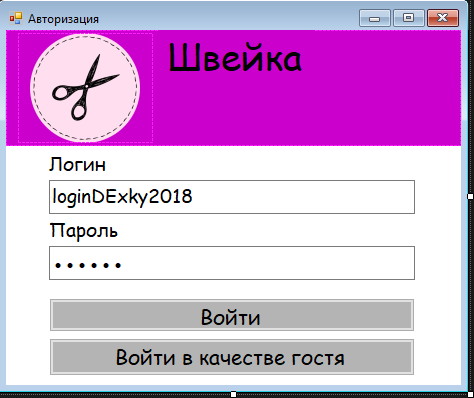 Авторизация
Швейка
Логин
loginDExky2018
Пароль
••••••
Войти
Войти в качестве гостя